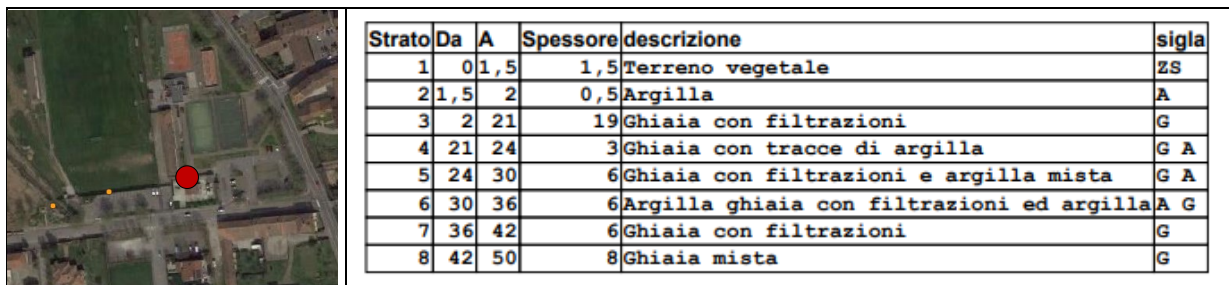 Strato Da A Spessore descrizione sigla
1 0 1,5 1,5 Terreno vegetale ZS
2 1,5 2 0,5 Argilla A
3 2 21 19 Ghiaia con filtrazioni G
4 21 24 3 Ghiaia con tracce di argilla G A
5 24 30 6 Ghiaia con filtrazioni e argilla mista G A
6 30 36 6 Argilla ghiaia con filtrazioni ed argilla A G
7 36 42 6 Ghiaia con filtrazioni G
8 42 50 8 Ghiaia mista G